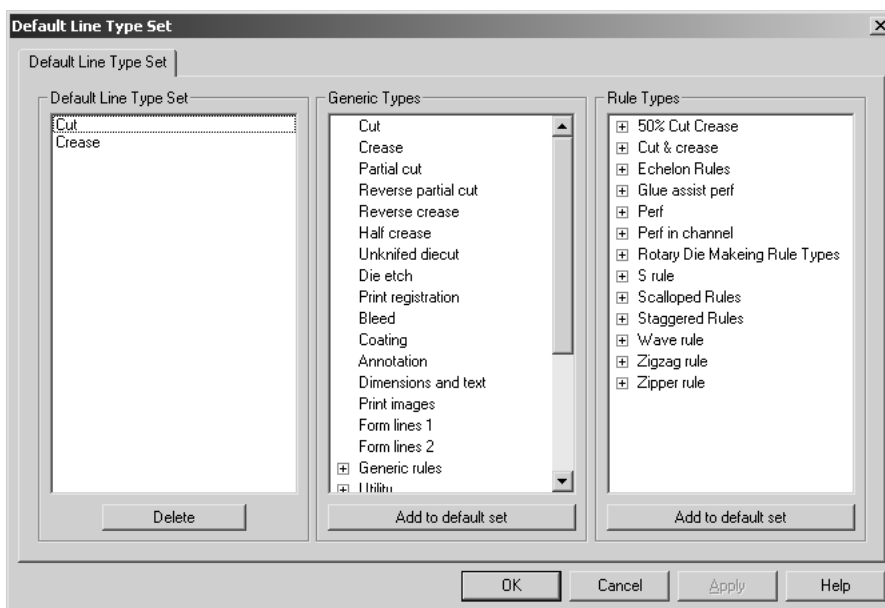 Default Line Type Set
Default Line Type Set
Default Line Type Set
Cut
Crease
Delete
Generic Types
Cut
Crease
Partial cut
Reverse partial cut
Reverse crease
Half crease
Unknifed diecut
Die etch
Print registration
Bleed
Coating
Annotation
Dimensions and text
Print images
Form lines 1
Form lines 2
Generic rules
Utility
Add to default set
Rule Types
50% Cut Crease
Cut & crease
Echelon Rules
Glue assist perf
Perf
Perf in channel
Rotary Die Makeing Rule Types
S rule
Scalloped Rules
Staggered Rules
Wave rule
Zigzag rule
Zipper rule
Add to default set
OK
Cancel
Apply
Help